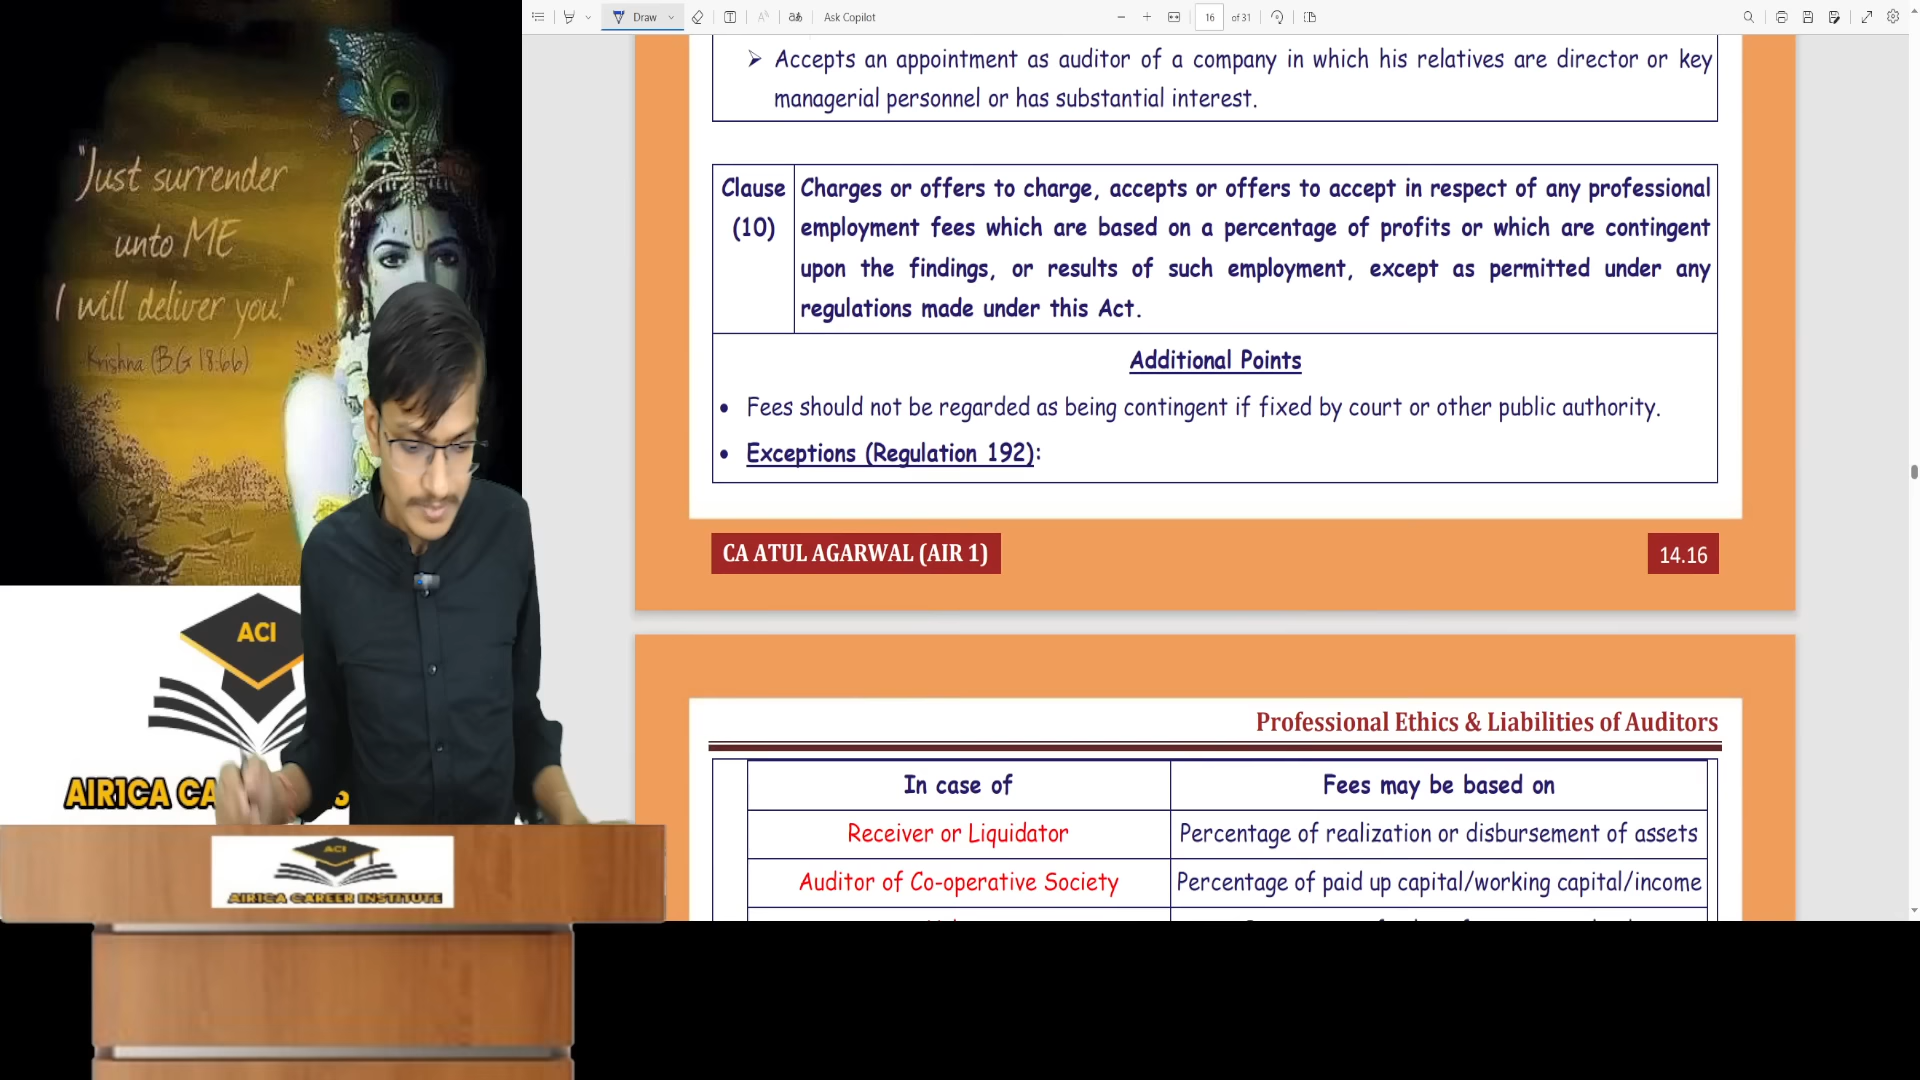 Draw
Ask Copilot
16
of 31
➢ Accepts an appointment as auditor of a company in which his relatives are director or key
managerial personnel or has substantial interest.
Clause
(10)
Charges or offers to charge, accepts or offers to accept in respect of any professional
employment fees which are based on a percentage of profits or which are contingent
upon the findings, or results of such employment, except as permitted under any
regulations made under this Act.
Additional Points
• Fees should not be regarded as being contingent if fixed by court or other public authority.
• Exceptions (Regulation 192):
CA ATUL AGARWAL (AIR 1)
14.16
Professional Ethics & Liabilities of Auditors
In case of
Fees may be based on
Receiver or Liquidator
Percentage of realization or disbursement of assets
Auditor of Co-operative Society
Percentage of paid up capital/working capital/income
"Just surrender
unto ME
I will deliver you!"
Krishna (B.G 18:66)
ACI
AIR1CA CA
ACI
AIR1CA CAREER INSTITUTE